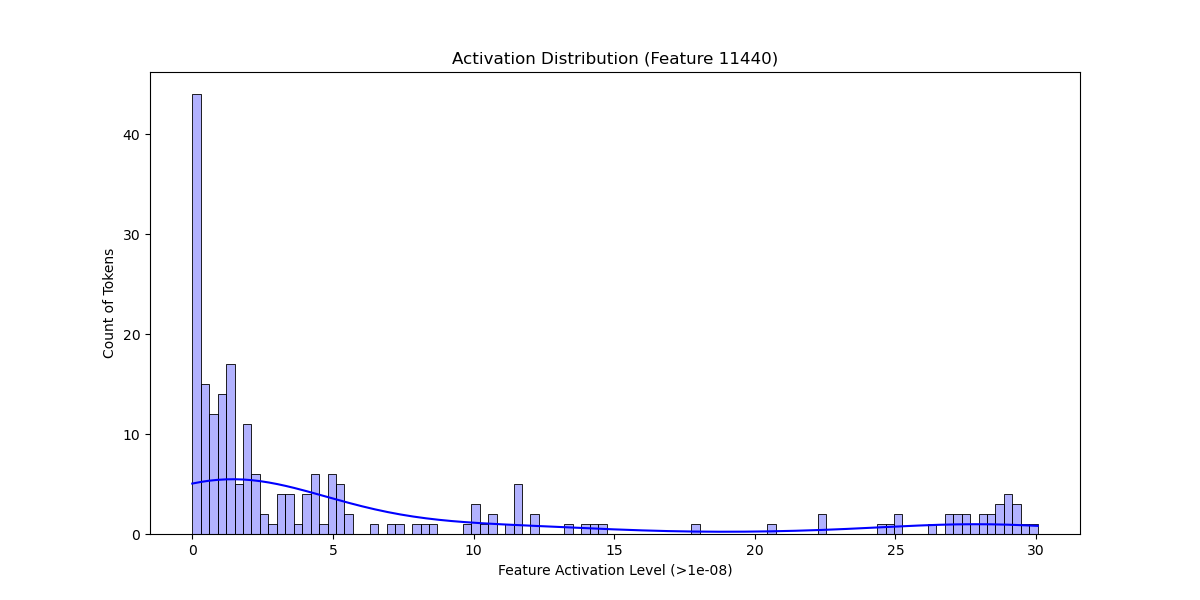 Activation Distribution (Feature 11440)
Count of Tokens
40
30
20
10
0
0 5 10 15 20 25 30
Feature Activation Level (>1e-08)